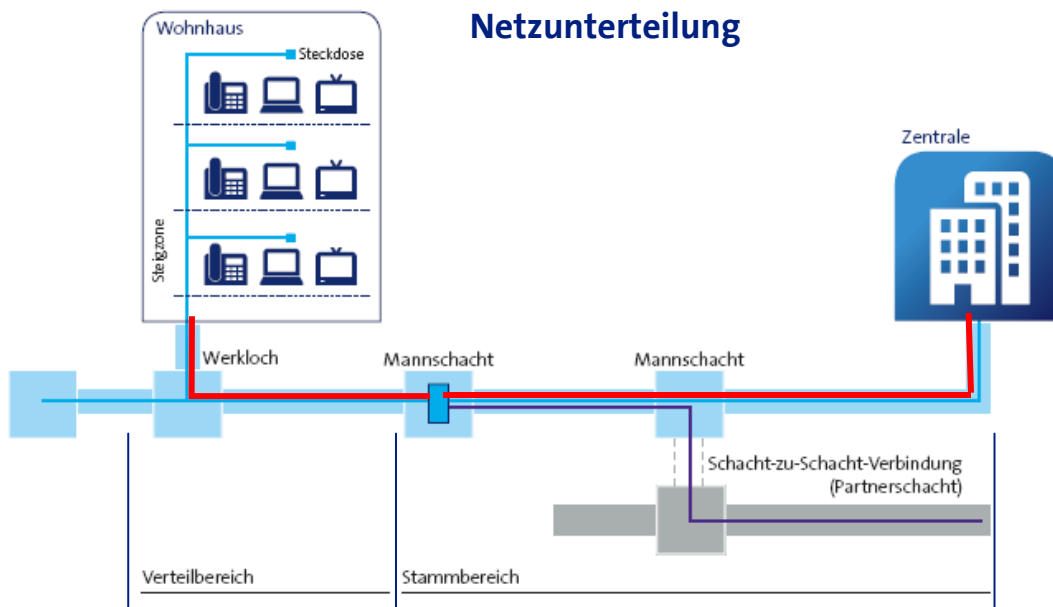 Netzunterteilung
Wohnhaus
Steckdose
Steigzone
Zentrale
Werkloch
Mannschacht
Mannschacht
Schacht-zu-Schacht-Verbindung
(Partnerschacht)
Verteilbereich
Stammbereich